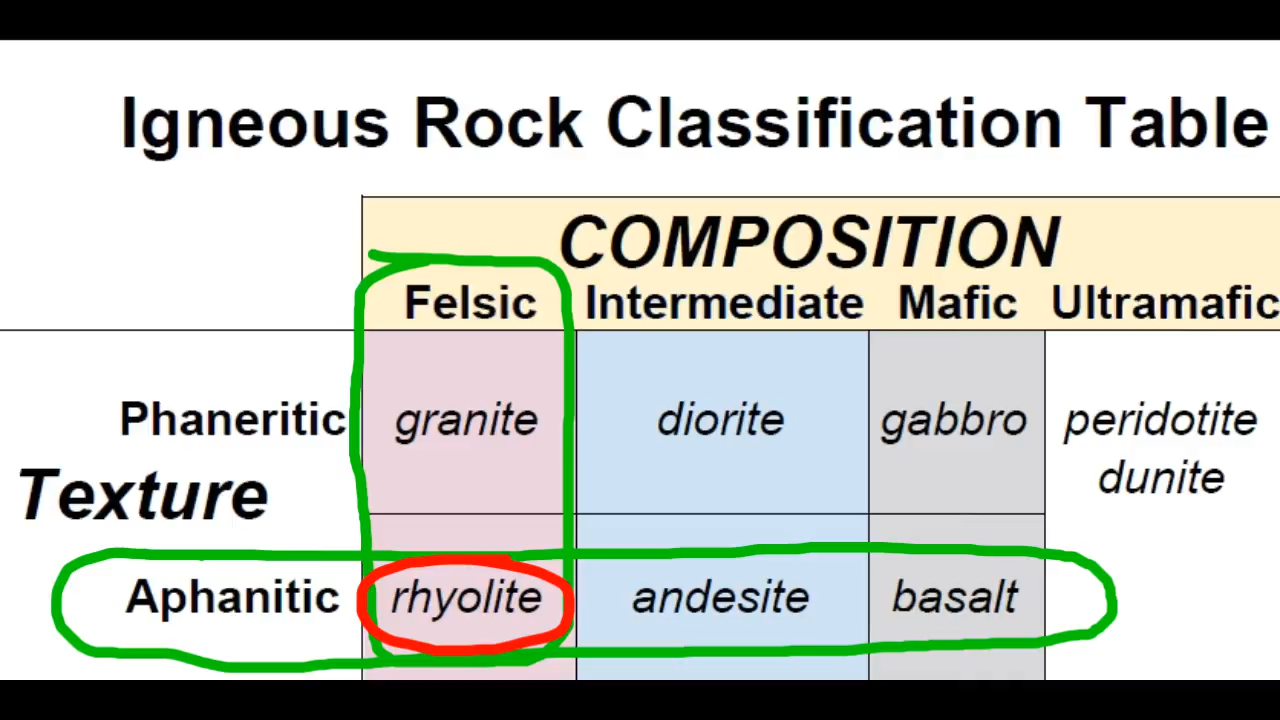 Igneous Rock Classification Table
COMPOSITION
Felsic Intermediate Mafic Ultramafic
Phaneritic granite diorite gabbro peridotite
dunite
Texture
Aphanitic rhyolite andesite basalt